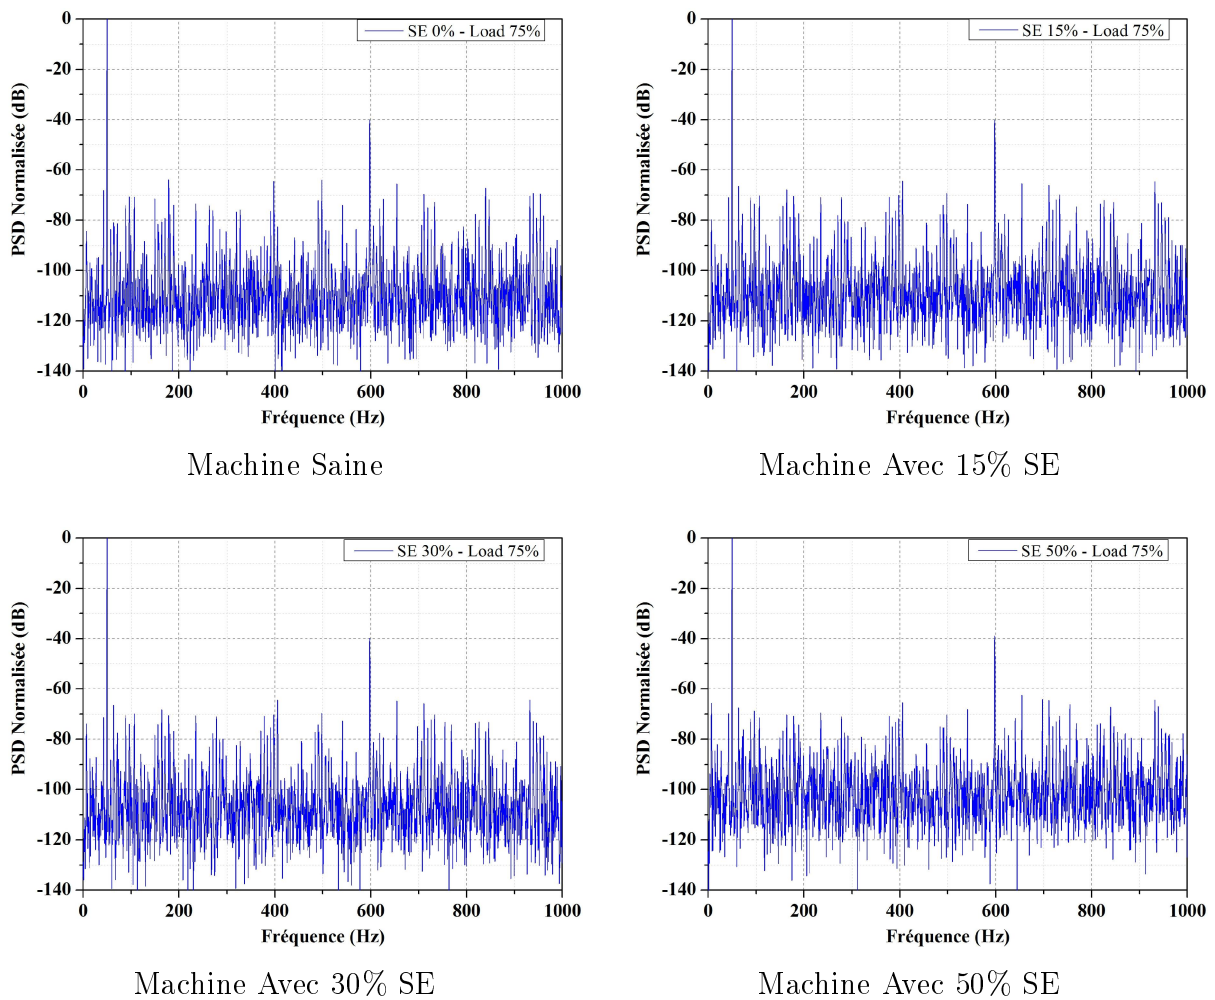 SE 0% - Load 75%
PSD Normalisée (dB)
0
-20
-40
-60
-80
-100
-120
-140
0 200 400 600 800 1000
Fréquence (Hz)
Machine Saine
SE 15% - Load 75%
PSD Normalisée (dB)
0
-20
-40
-60
-80
-100
-120
-140
0 200 400 600 800 1000
Fréquence (Hz)
Machine Avec 15% SE
SE 30% - Load 75%
PSD Normalisée (dB)
0
-20
-40
-60
-80
-100
-120
-140
0 200 400 600 800 1000
Fréquence (Hz)
Machine Avec 30% SE
SE 50% - Load 75%
PSD Normalisée (dB)
0
-20
-40
-60
-80
-100
-120
-140
0 200 400 600 800 1000
Fréquence (Hz)
Machine Avec 50% SE